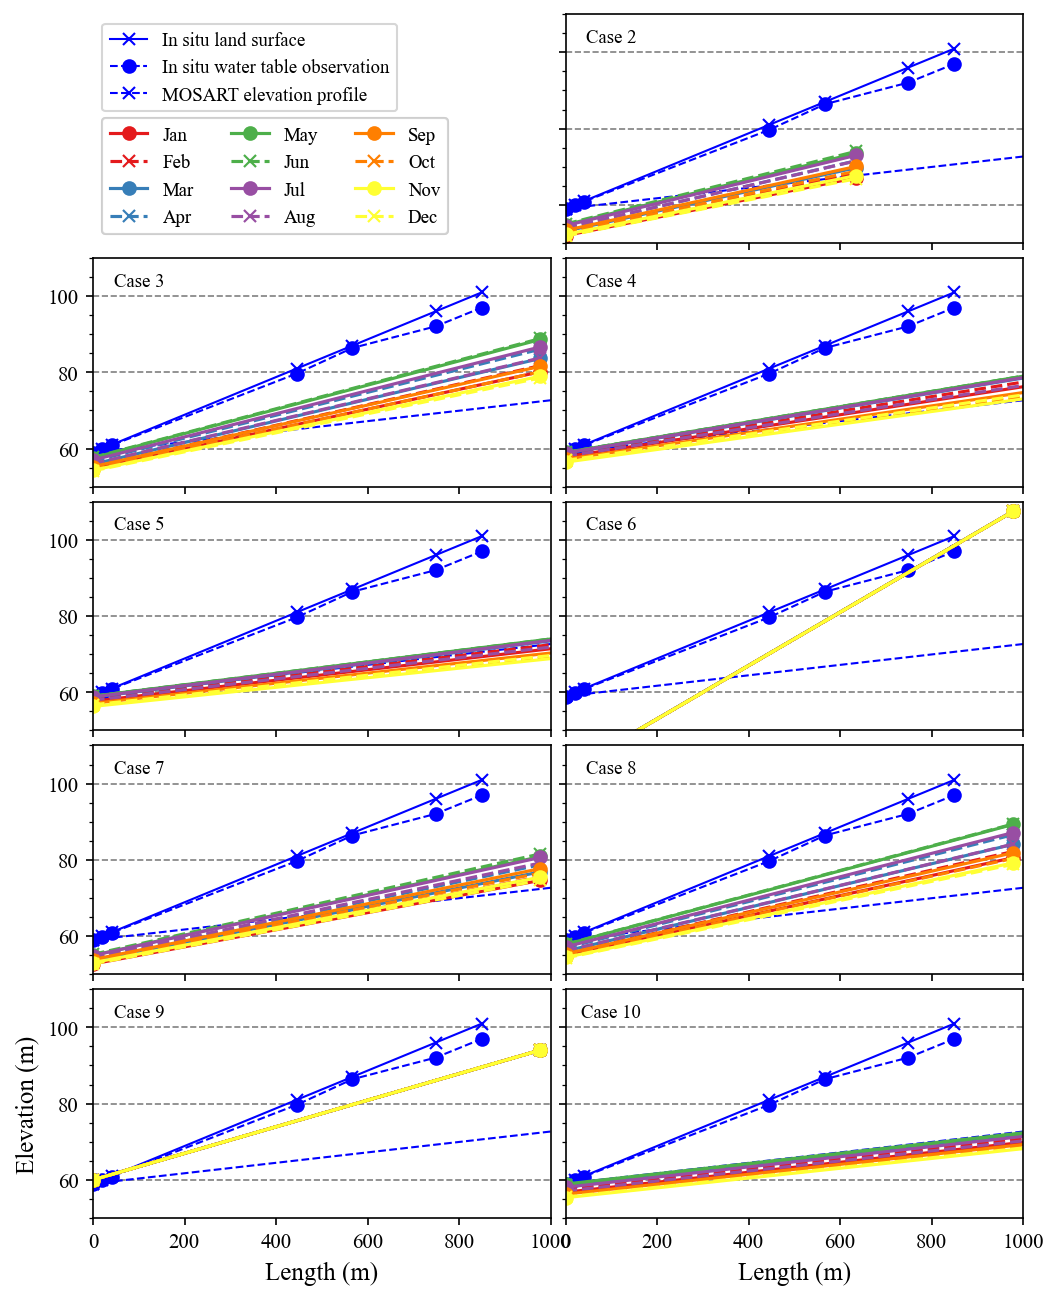 In situ land surface
In situ water table observation
MOSART elevation profile
Jan May Sep
Feb Jun Oct
Mar Jul Nov
Apr Aug Dec
Case 2
Case 3
100
80
60
Case 4
Case 5
100
80
60
Case 6
Case 7
100
80
60
Case 8
Case 9
100
80
60
Case 10
Elevation (m)
0 200 400 600 800 1000
0 200 400 600 800 1000
Length (m)
Length (m)